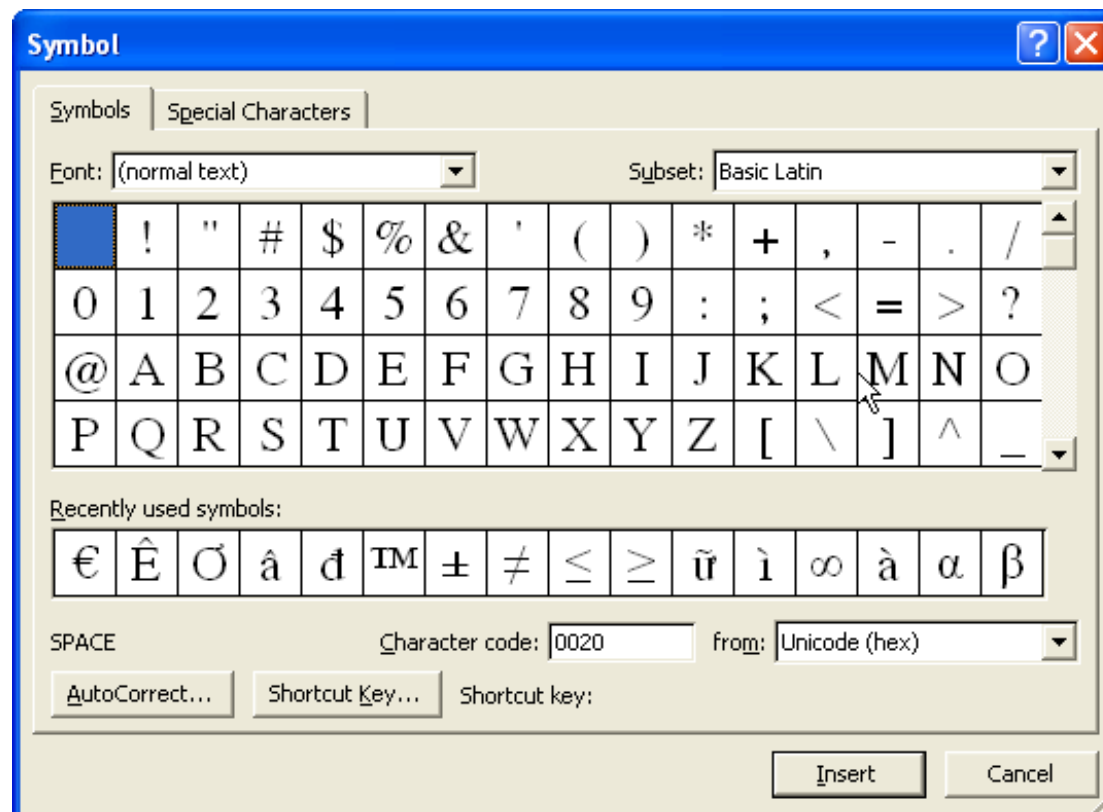 Symbol
Symbols Special Characters
Font: (normal text) Subset: Basic Latin
! " # $ % & ' ( ) * + , - . /
0 1 2 3 4 5 6 7 8 9 : ; < = > ?
@ A B C D E F G H I J K L M N O
P Q R S T U V W X Y Z [ \ ] ^ _
Recently used symbols:
€ Ê Ơ â đ ™ ± ≠ ≤ ≥ ữ ì ∞ à α β
SPACE Character code: 0020 from: Unicode (hex)
AutoCorrect... Shortcut Key... Shortcut key:
Insert Cancel